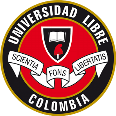 UNIVERSIDAD LIBRE
SCIENTIA
FONS
LIBERTATIS
COLOMBIA